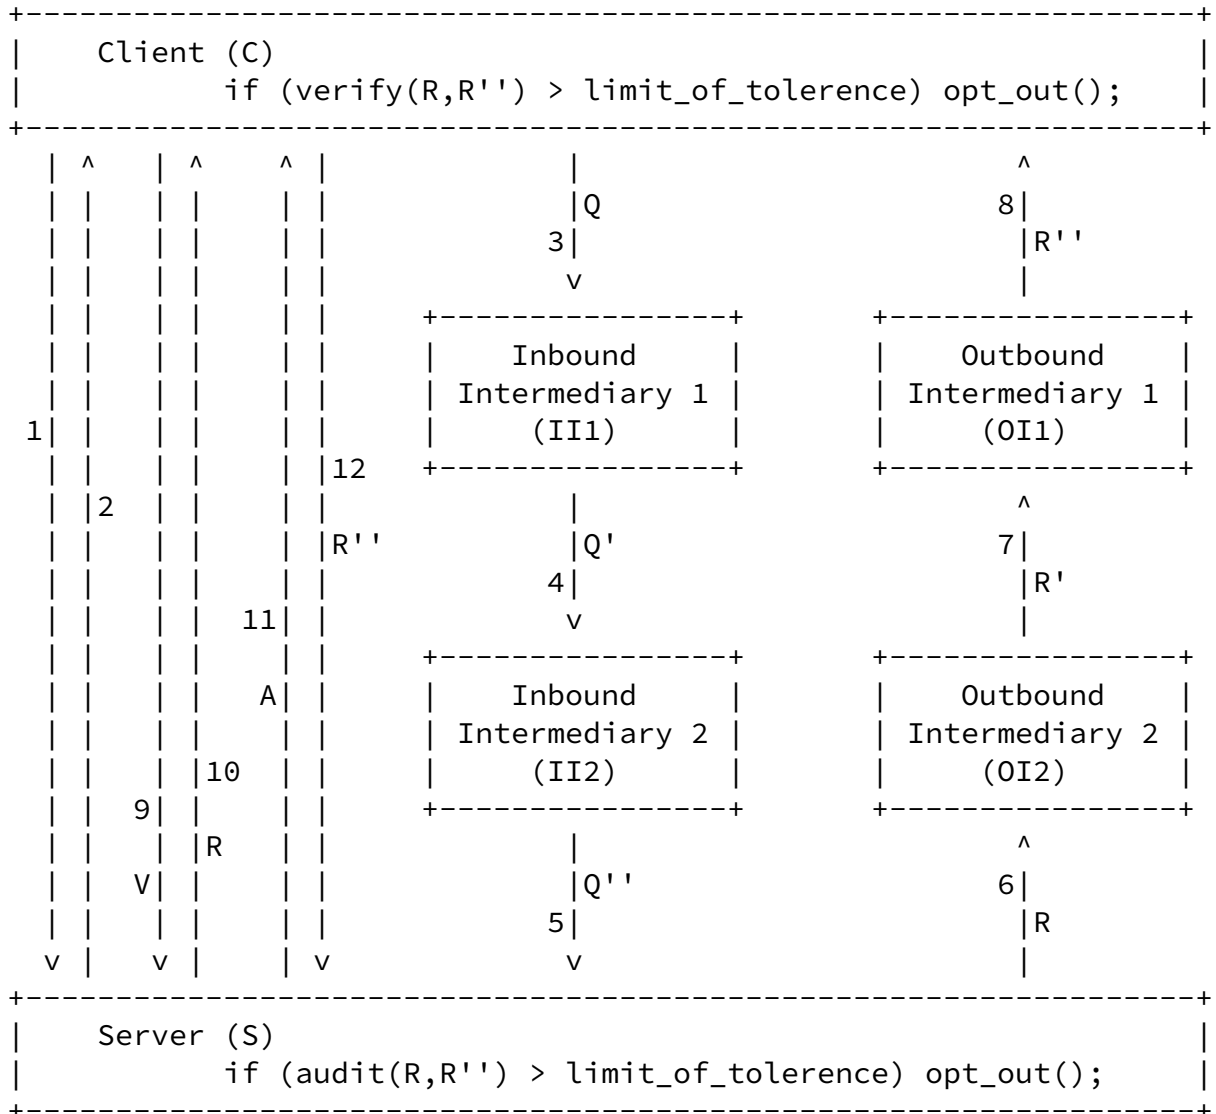 Client (C)
if (verify(R,R'') > limit_of_tolerence) opt_out();
Q
8
3
R''
Inbound Outbound
Intermediary 1 Intermediary 1
1 (II1) (OI1)
12
2
R'' Q' 7
4 R'
11
A Inbound Outbound
Intermediary 2 Intermediary 2
10 (II2) (OI2)
9
R
V Q'' 6
5 R
Server (S)
if (audit(R,R'') > limit_of_tolerence) opt_out();